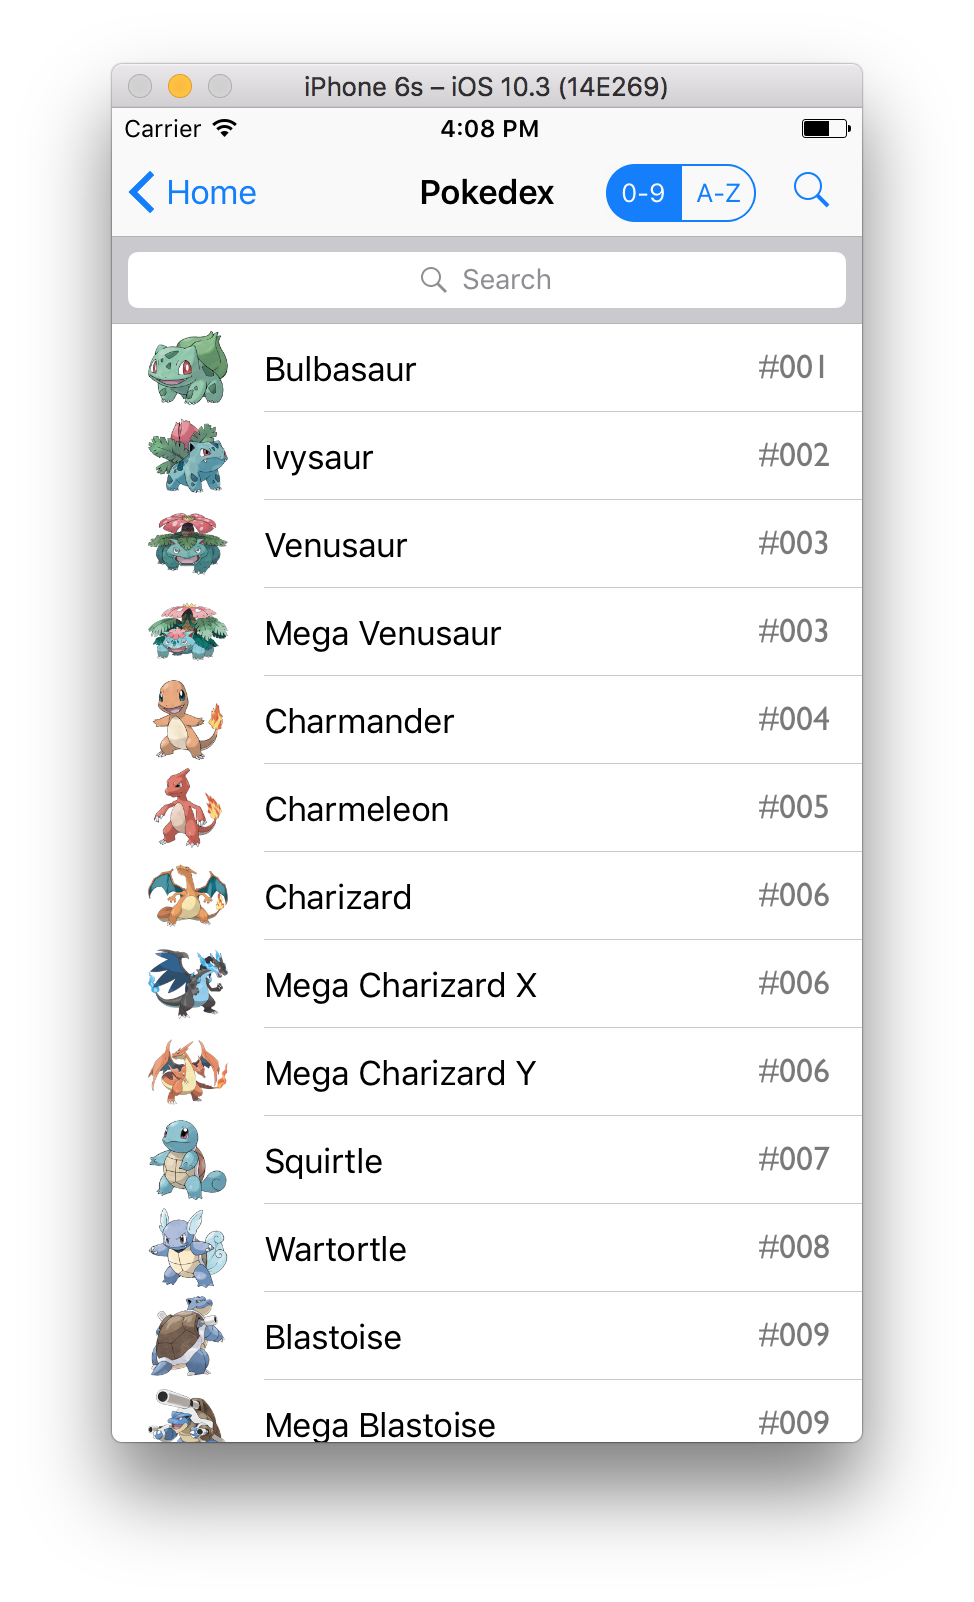 iPhone 6s – iOS 10.3 (14E269)
Carrier 4:08 PM
Home Pokedex 0-9 A-Z
Search
Bulbasaur #001
Ivysaur #002
Venusaur #003
Mega Venusaur #003
Charmander #004
Charmeleon #005
Charizard #006
Mega Charizard X #006
Mega Charizard Y #006
Squirtle #007
Wartortle #008
Blastoise #009
Mega Blastoise #009